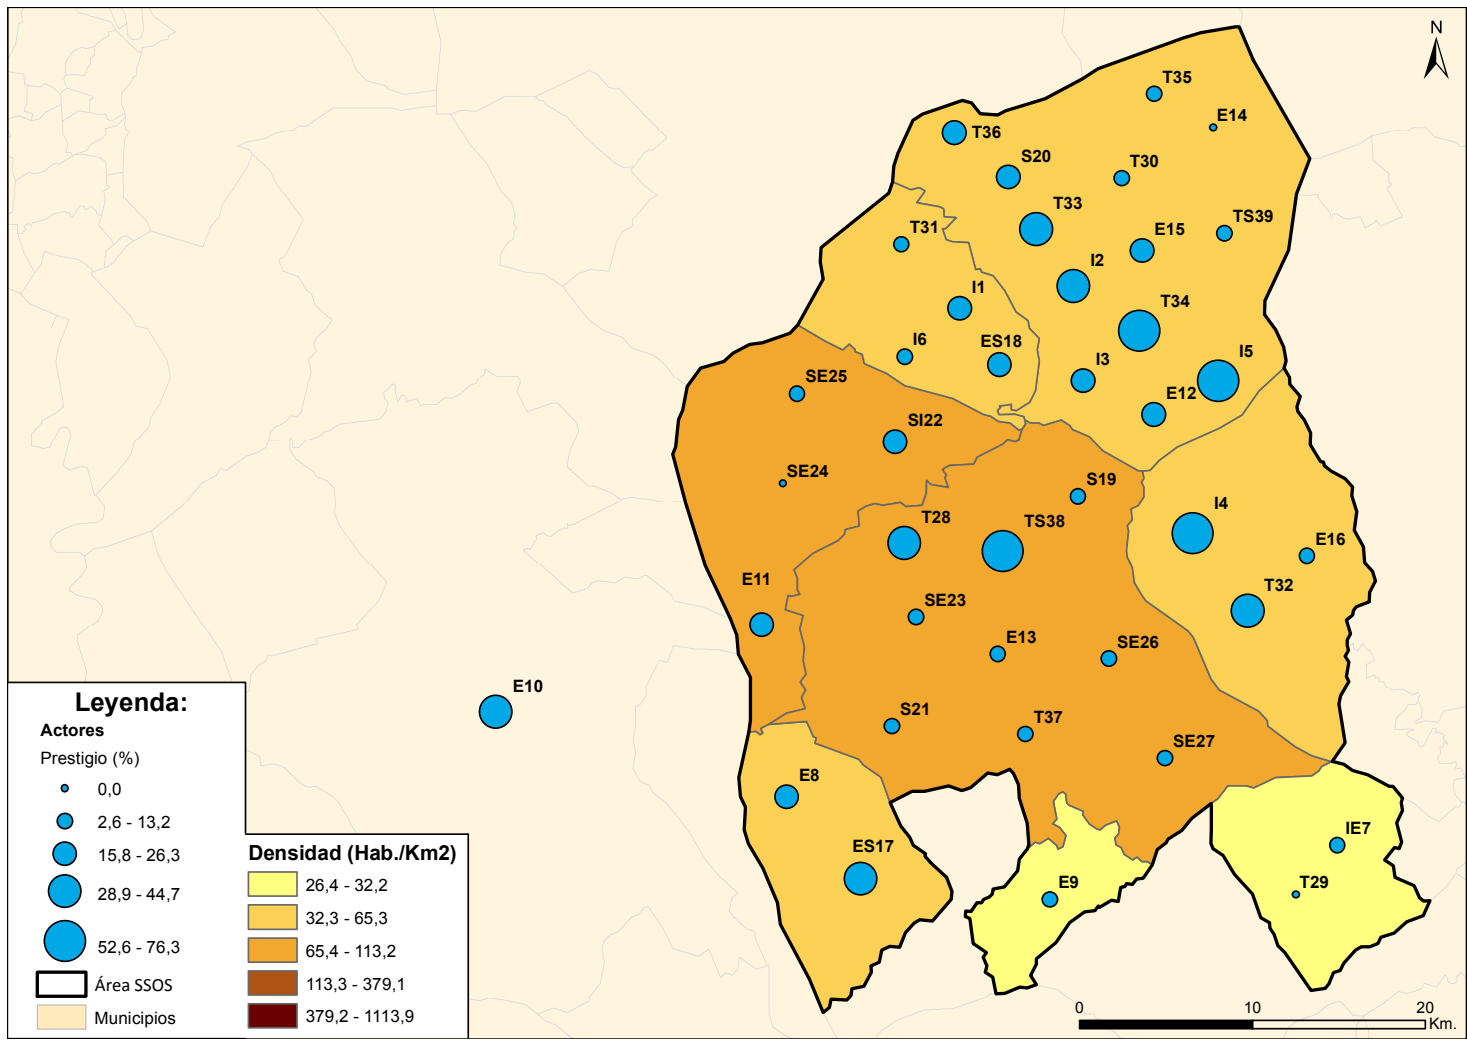 N
T35
E14
T36
S20
T30
T33
TS39
T31
E15
I2
I1
T34
I6
ES18
I3
I5
SE25
E12
SI22
SE24
S19
I4
T28
TS38
E16
E11
T32
SE23
E13
SE26
E10
S21
T37
SE27
E8
IE7
ES17
E9
T29
Leyenda:
Actores
Prestigio (%)
0,0
2,6 - 13,2
15,8 - 26,3
28,9 - 44,7
52,6 - 76,3
Área SSOS
Municipios
Densidad (Hab./Km2)
26,4 - 32,2
32,3 - 65,3
65,4 - 113,2
113,3 - 379,1
379,2 - 1113,9
0 10 20
Km.